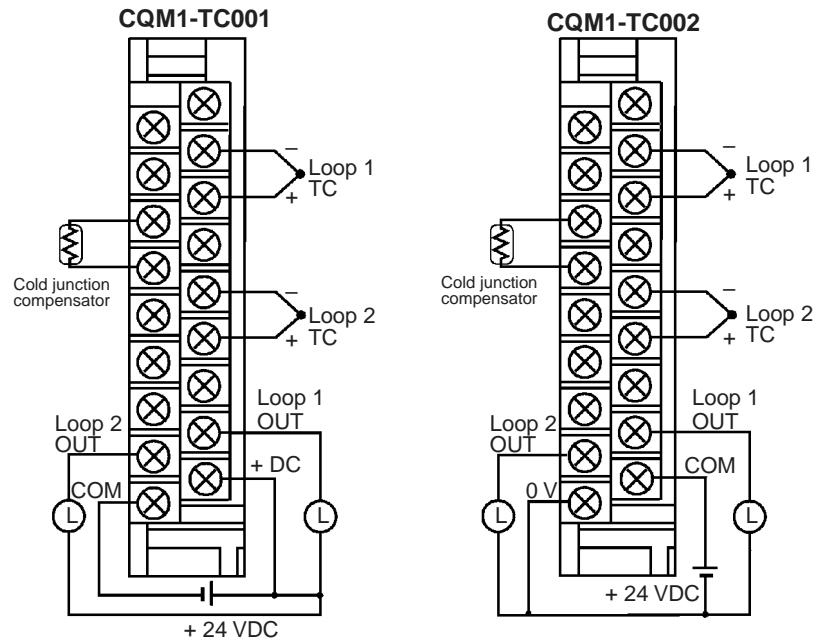 CQM1-TC001
–
Loop 1
TC
+
Cold junction
compensator
–
Loop 2
TC
+
Loop 1
OUT
Loop 2
OUT
+ DC
COM
L
L
+ 24 VDC
CQM1-TC002
–
Loop 1
TC
+
Cold junction
compensator
–
Loop 2
TC
+
Loop 1
OUT
Loop 2
OUT
COM
0 V
L
L
+ 24 VDC